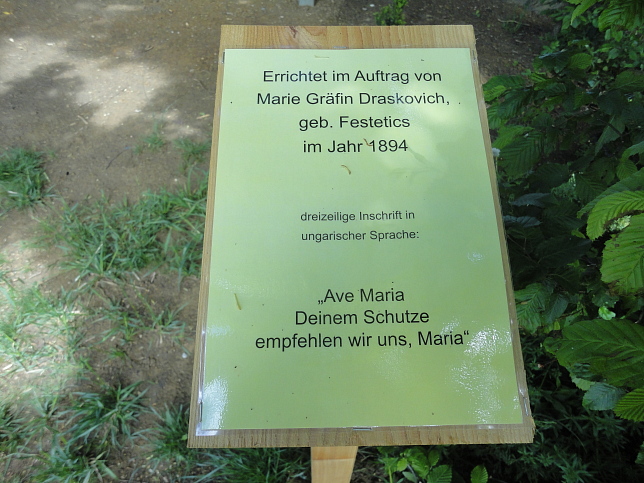 Errichtet im Auftrag von
Marie Gräfin Draskovich,
geb. Festetics
im Jahr 1894
dreizeilige Inschrift in
ungarischer Sprache:
„Ave Maria
Deinem Schutze
empfehlen wir uns, Maria“